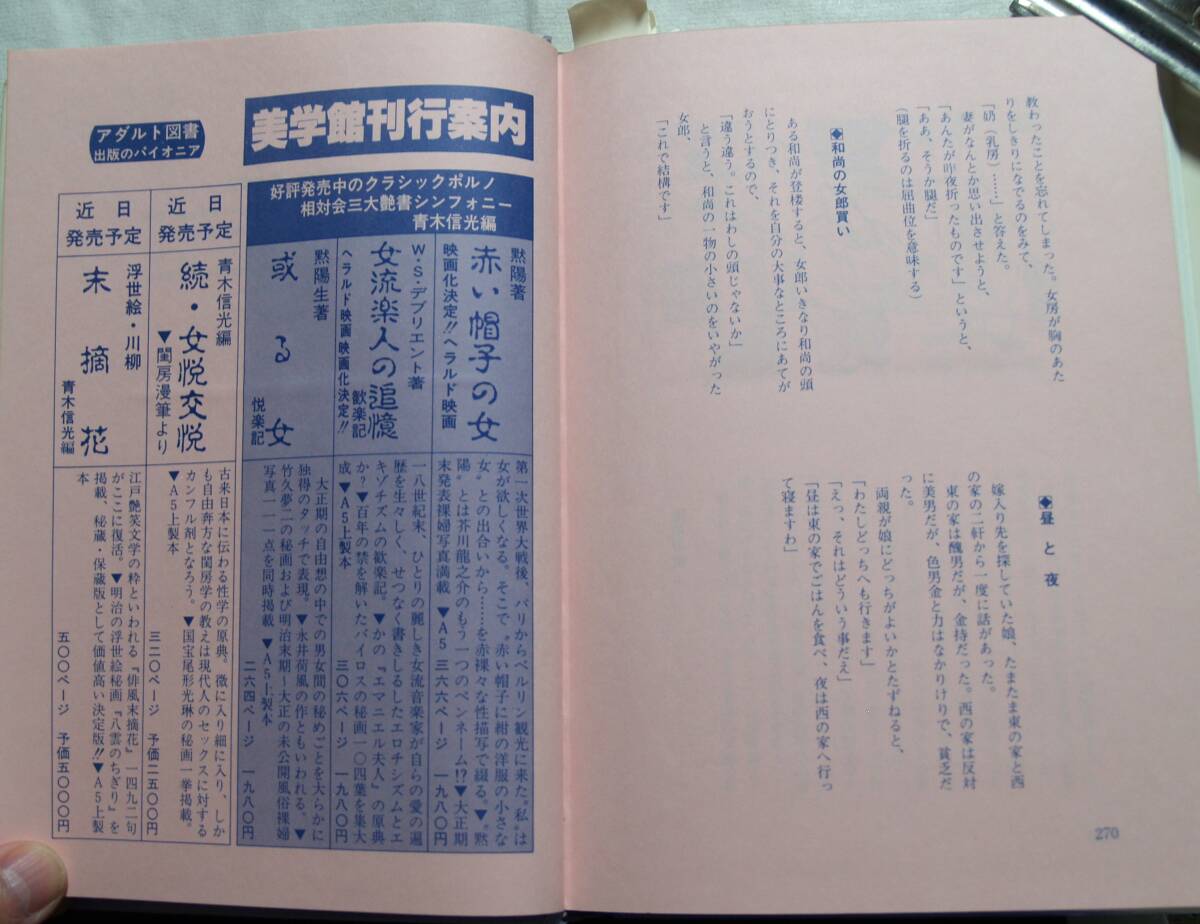 教わったことを忘れてしまった。女房が胸のあた
りをしきりになでるのをみて、
「奶（乳房）……」と答えた。
妻がなんとか思い出させようと、
「あんたが昨夜折ったものです」というと、
「ああ、そうか腿だ」
（腿を折るのは屈曲位を意味する）
◆和尚の女郎買い
ある和尚が登楼すると、女郎いきなり和尚の頭
にとりつき、それを自分の大事なところにあてが
おうとするので、
「違う違う。これはわしの頭じゃないか」
と言うと、和尚の一物の小さいのをいやがった
女郎、
「これで結構です」
◆昼と夜
嫁入り先を探していた娘、たまたま東の家と西
の家の二軒から一度に話があった。
東の家は醜男だが、金持だった。西の家は反対
に美男だが、色男金と力はなかりけりで、貧乏だ
った。
両親が娘にどっちがよいかとたずねると、
「わたしどっちへも行きます」
「えっ、それはどういう事だえ」
「昼は東の家でごはんを食べ、夜は西の家へ行っ
て寝ますわ」
270
美学館刊行案内
アダルト図書
出版のパイオニア
好評発売中のクラシックポルノ
相対会三大艶書シンフォニー
青木信光編
黙陽著
赤い帽子の女
映画化決定!!ヘラルド映画
第一次世界大戦後、パリからベルリン観光に来た〝私〟は
女が欲しくなる。そこで〝赤い帽子に紺の洋服の小さな
女〟との出合いから……を赤裸々な性描写で綴る。▼〝黙
陽〟とは芥川龍之介のもう一つのペンネーム!?▼大正期
末発表裸婦写真満載 ▼A5 三六六ページ 一九八〇円
W・S・デブリエント著
女流楽人の追憶
歓楽記
ヘラルド映画 映画化決定!!
一八世紀末、ひとりの麗しき女流音楽家が自らの愛の遍
歴を生々しく、せつなく書きしるしたエロチシズムとエ
キゾチズムの歓楽記。▼かの『エマニエル夫人』の原典
か?▼百年の禁を解いたバイロスの秘画一〇四葉を集大
成 ▼A5上製本 三〇六ページ 一九八〇円
黙陽生著
或る女
悦楽記
大正期の自由想の中での男女間の秘めごとを大らかに
独得のタッチで表現。▼永井荷風の作ともいわれる。▼
竹久夢二の秘画および明治末期～大正の未公開風俗裸婦
写真一一一点を同時掲載 ▼A5上製本
二六四ページ 一九八〇円
近日
発売予定
青木信光編
続・女悦交悦
▼閨房漫筆より
古来日本に伝わる性学の原典。微に入り細に入り、しか
も自由奔方な閨房学の教えは現代人のセックスに対する
カンフル剤となろう。▼国宝尾形光琳の秘画一挙掲載。
▼A5上製本 三二〇ページ 予価二五〇〇円
近日
発売予定
浮世絵・川柳
末摘花
青木信光編
江戸艶笑文学の粋といわれる『俳風末摘花』一四九二句
がここに復活。▼明治の浮世絵秘画『八雲のちぎり』を
掲載、秘蔵・保蔵版として価値高い決定版!!▼A5上製
本 五〇〇ページ 予価五〇〇〇円